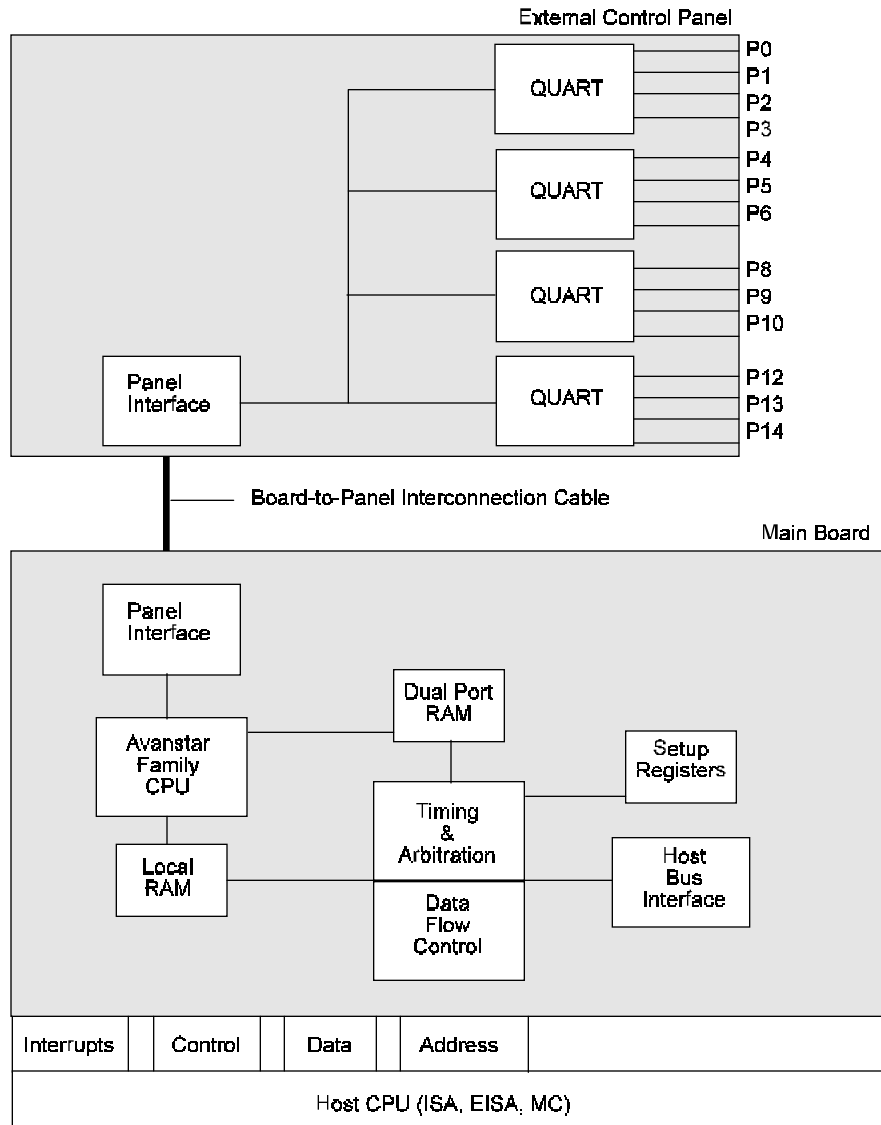 External Control Panel
QUART
P0
P1
P2
P3
QUART
P4
P5
P6
QUART
P8
P9
P10
QUART
P12
P13
P14
Panel
Interface
Board-to-Panel Interconnection Cable
Main Board
Panel
Interface
Dual Port
RAM
Avanstar
Family
CPU
Setup
Registers
Timing
&
Arbitration
Local
RAM
Host
Bus
Interface
Data
Flow
Control
Interrupts
Control
Data
Address
Host CPU (ISA, EISA, MC)